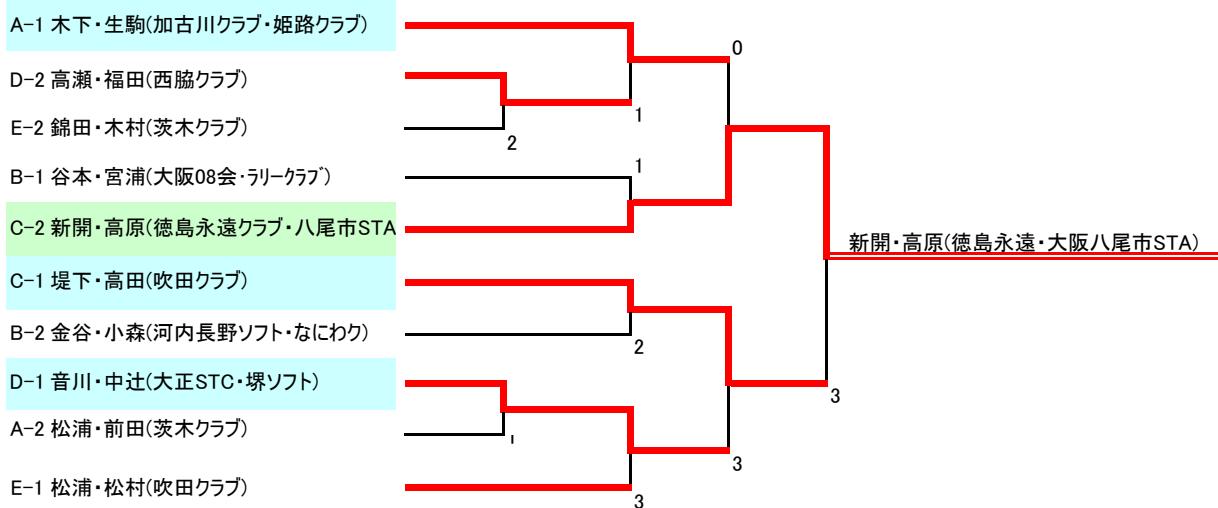 A-1 木下・生駒(加古川クラブ・姫路クラブ)
0
D-2 高瀬・福田(西脇クラブ)
1
E-2 錦田・木村(茨木クラブ)
2
B-1 谷本・宮浦(大阪08会・ﾗﾘｰｸﾗﾌﾞ)
1
C-2 新開・高原(徳島永遠クラブ・八尾市STA
新開・高原(徳島永遠・大阪八尾市STA)
C-1 堤下・高田(吹田クラブ)
B-2 金谷・小森(河内長野ソフト・なにわク)
2
D-1 音川・中辻(大正STC・堺ソフト)
3
A-2 松浦・前田(茨木クラブ)
3
E-1 松浦・松村(吹田クラブ)
3